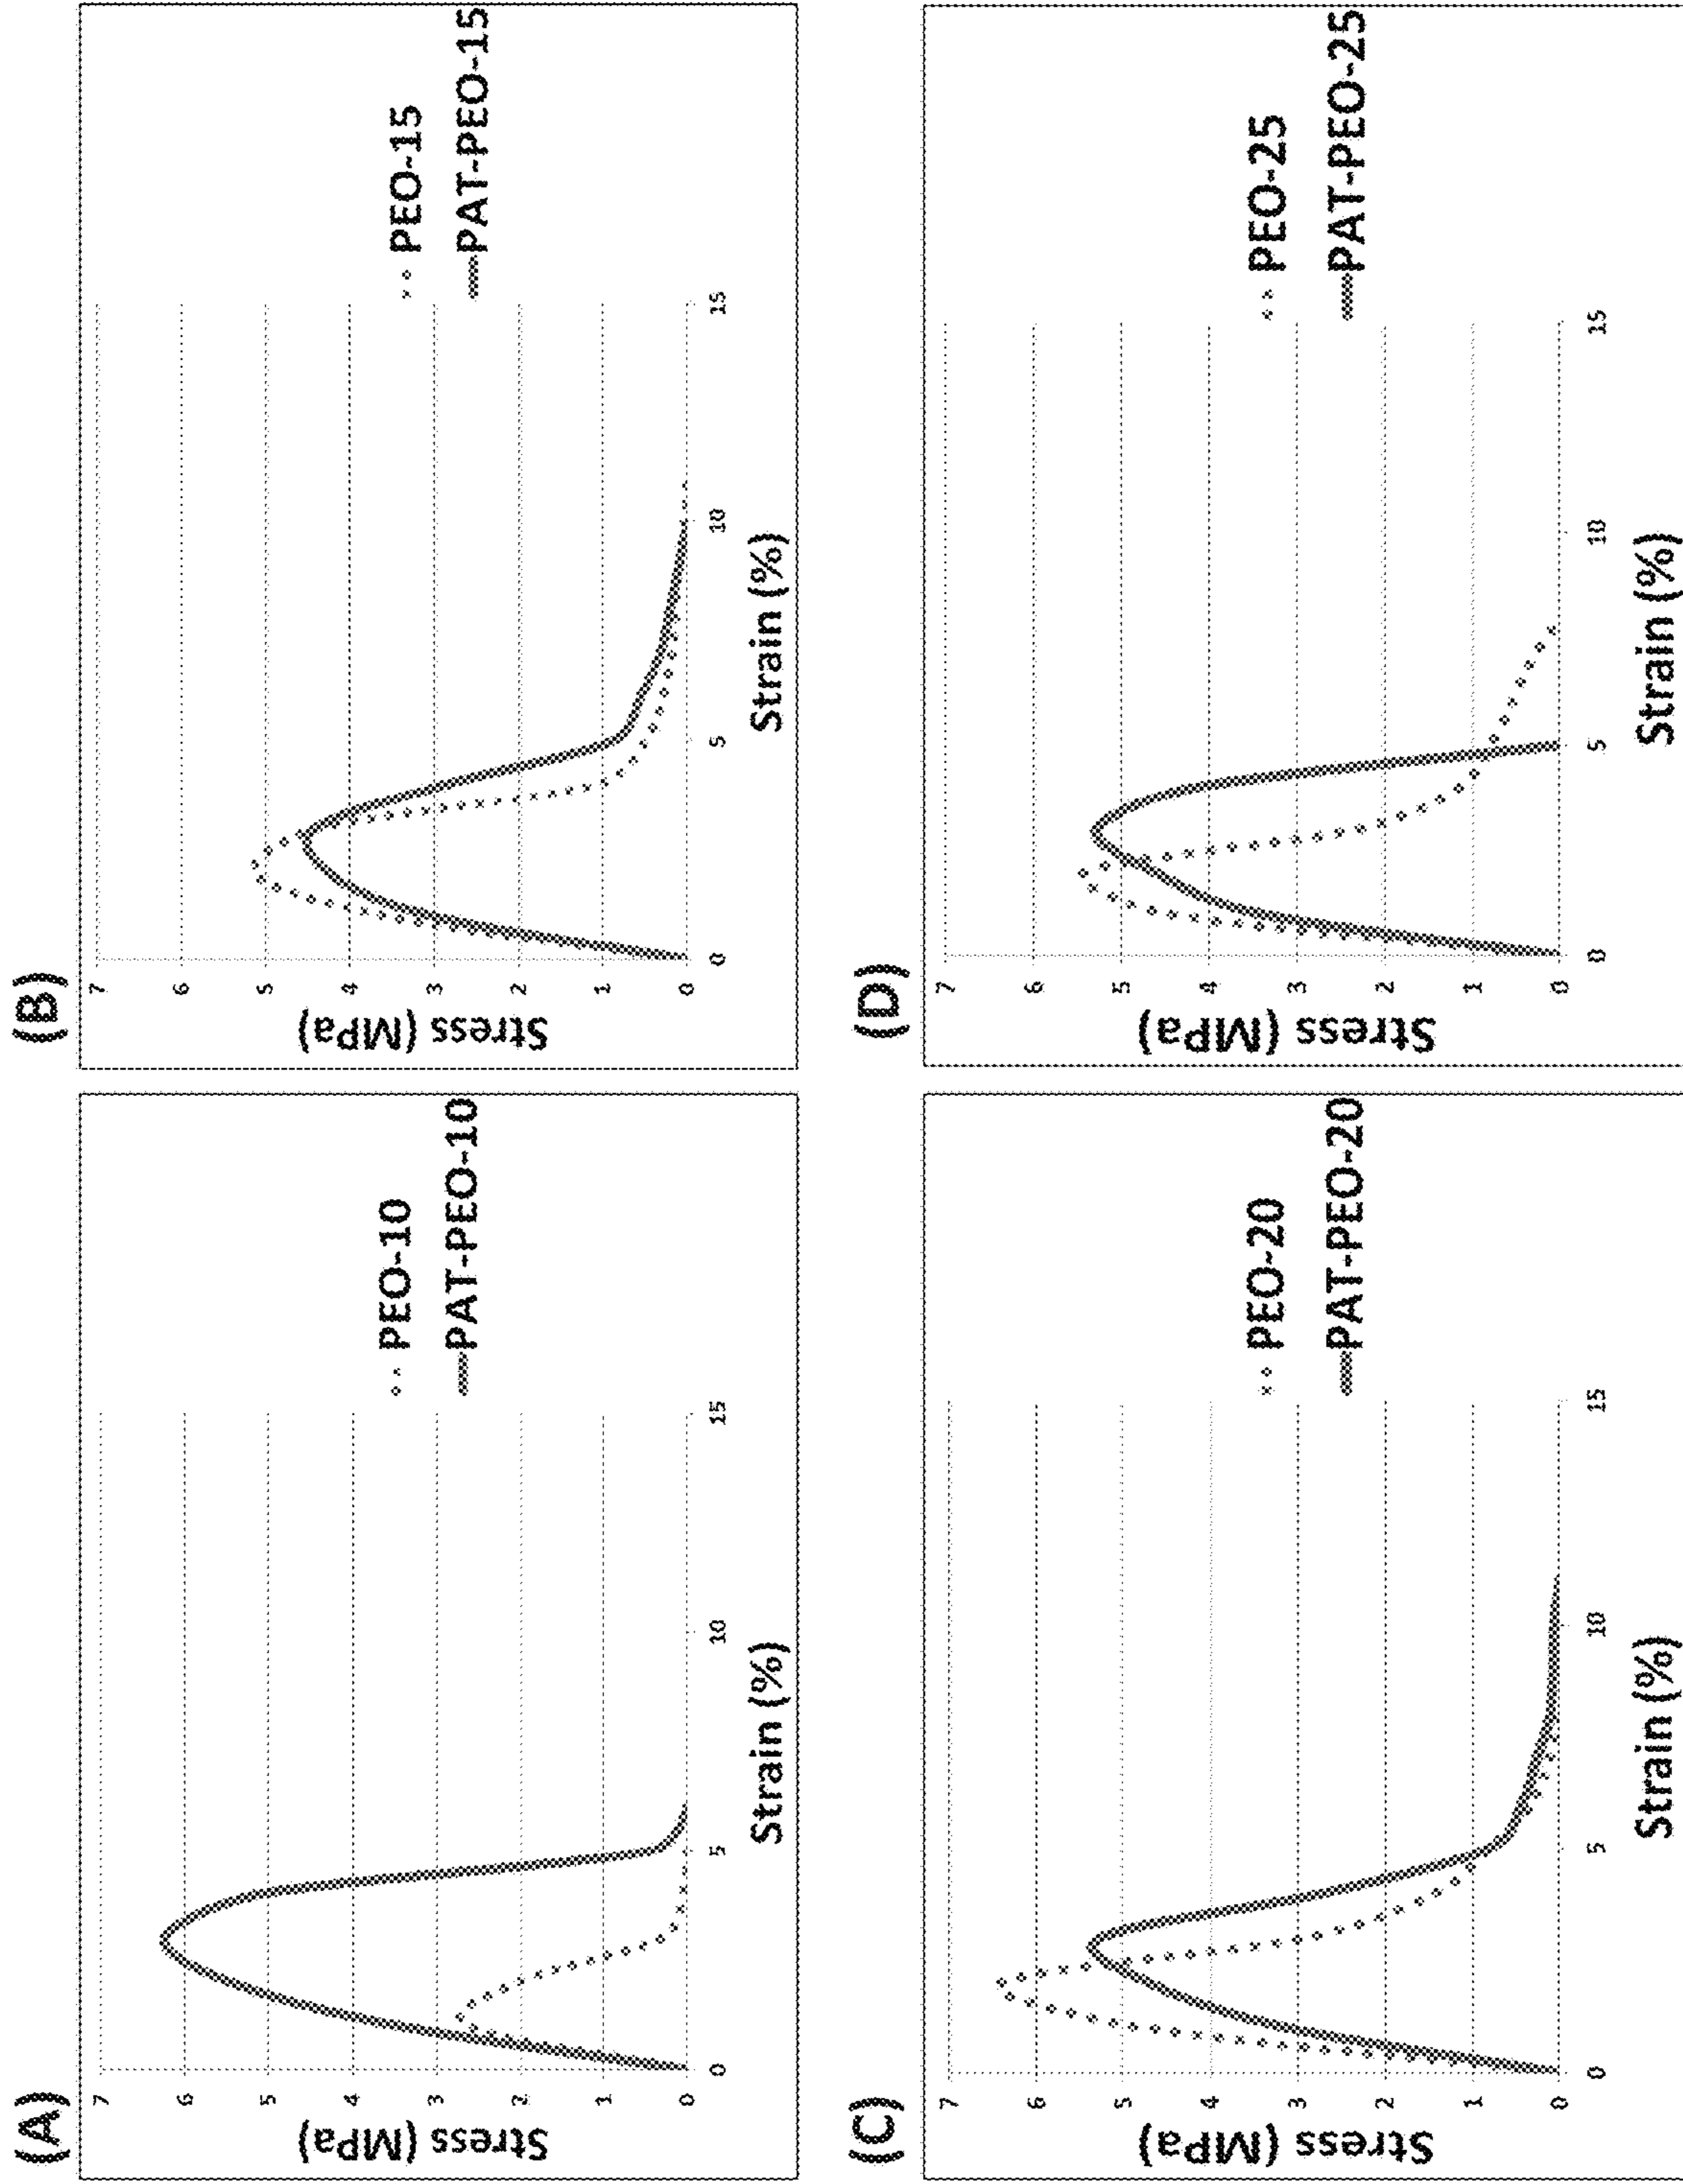 (A)
7
6
5
4
3
2
1
0
Stress (MPa)
0 5 10 15
Strain (%)
PEO-10
PAT-PEO-10
(B)
7
6
5
4
3
2
1
0
Stress (MPa)
0 5 10 15
Strain (%)
PEO-15
PAT-PEO-15
(C)
7
6
5
4
3
2
1
0
Stress (MPa)
0 5 10 15
Strain (%)
PEO-20
PAT-PEO-20
(D)
7
6
5
4
3
2
1
0
Stress (MPa)
0 5 10 15
Strain (%)
PEO-25
PAT-PEO-25